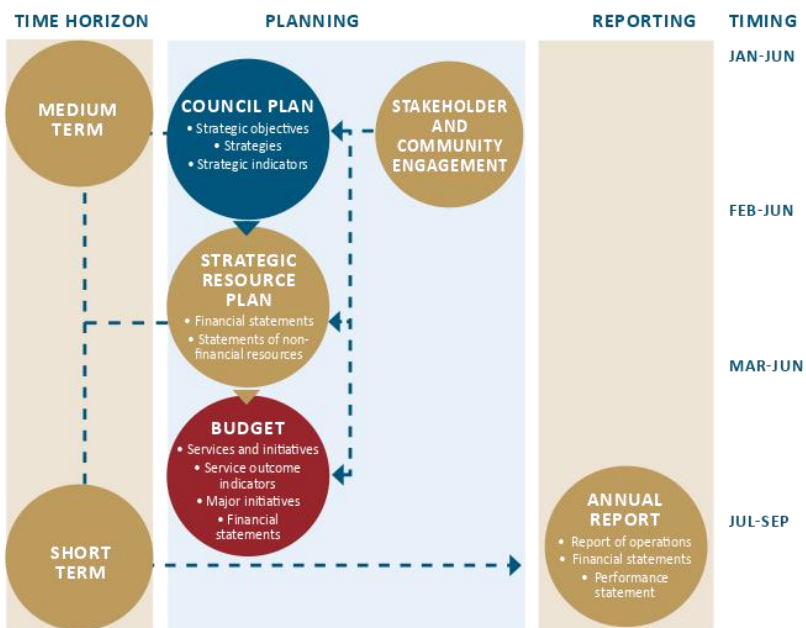 TIME HORIZON
PLANNING
REPORTING
TIMING
JAN-JUN
MEDIUM
TERM
COUNCIL PLAN
• Strategic objectives
• Strategies
• Strategic indicators
STAKEHOLDER
AND
COMMUNITY
ENGAGEMENT
FEB-JUN
STRATEGIC
RESOURCE
PLAN
• Financial statements
• Statements of non-
financial resources
MAR-JUN
BUDGET
• Services and initiatives
• Service outcome
indicators
• Major initiatives
• Financial
statements
JUL-SEP
SHORT
TERM
ANNUAL
REPORT
• Report of operations
• Financial statements
• Performance
statement